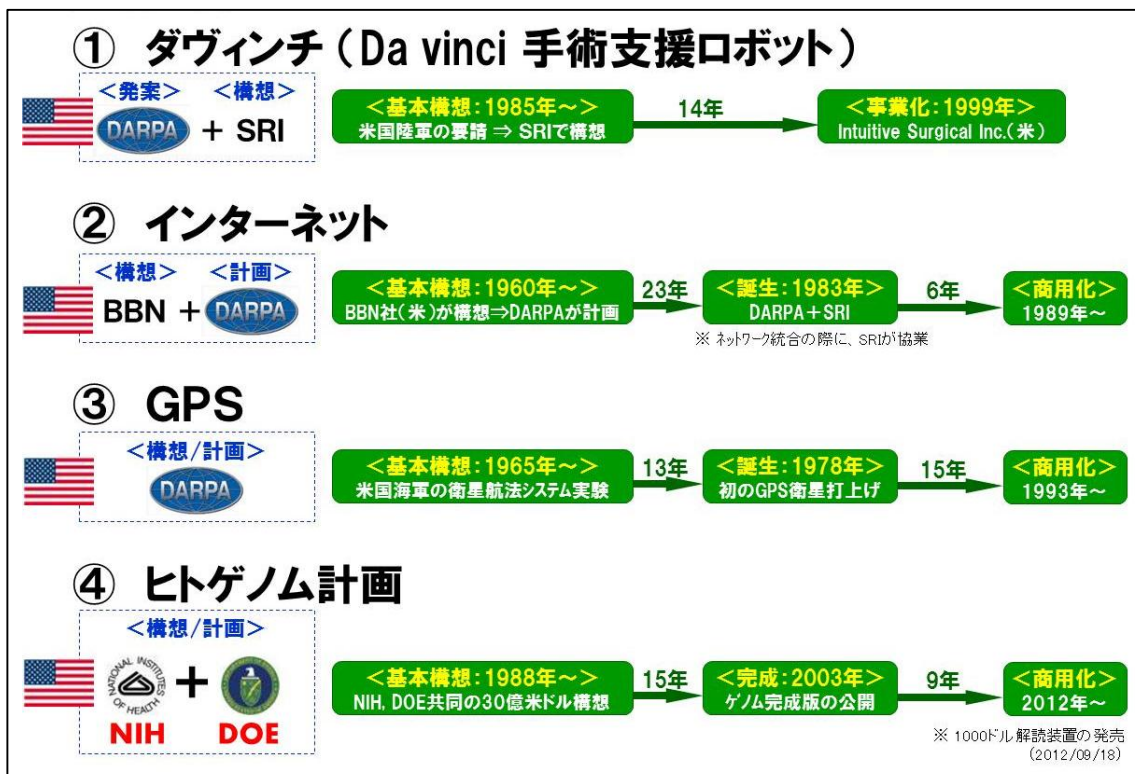 ① ダヴィンチ（Da vinci 手術支援ロボット）
＜発案＞ ＜構想＞
DARPA + SRI
＜基本構想：1985年～＞
米国陸軍の要請 ⇒ SRIで構想
14年
＜事業化：1999年＞
Intuitive Surgical Inc.（米）
② インターネット
＜構想＞ ＜計画＞
BBN + DARPA
＜基本構想：1960年～＞
BBN社（米）が構想⇒DARPAが計画
23年
＜誕生：1983年＞
DARPA＋SRI
※ ネットワーク統合の際に、SRIが協業
6年
＜商用化＞
1989年～
③ GPS
＜構想/計画＞
DARPA
＜基本構想：1965年～＞
米国海軍の衛星航法システム実験
13年
＜誕生：1978年＞
初のGPS衛星打上げ
15年
＜商用化＞
1993年～
④ ヒトゲノム計画
＜構想/計画＞
NATIONAL INSTITUTES OF HEALTH
+
NIH DOE
＜基本構想：1988年～＞
NIH, DOE共同の30億米ドル構想
15年
＜完成：2003年＞
ゲノム完成版の公開
9年
＜商用化＞
2012年～
※ 1000ドル解読装置の発売
(2012/09/18)